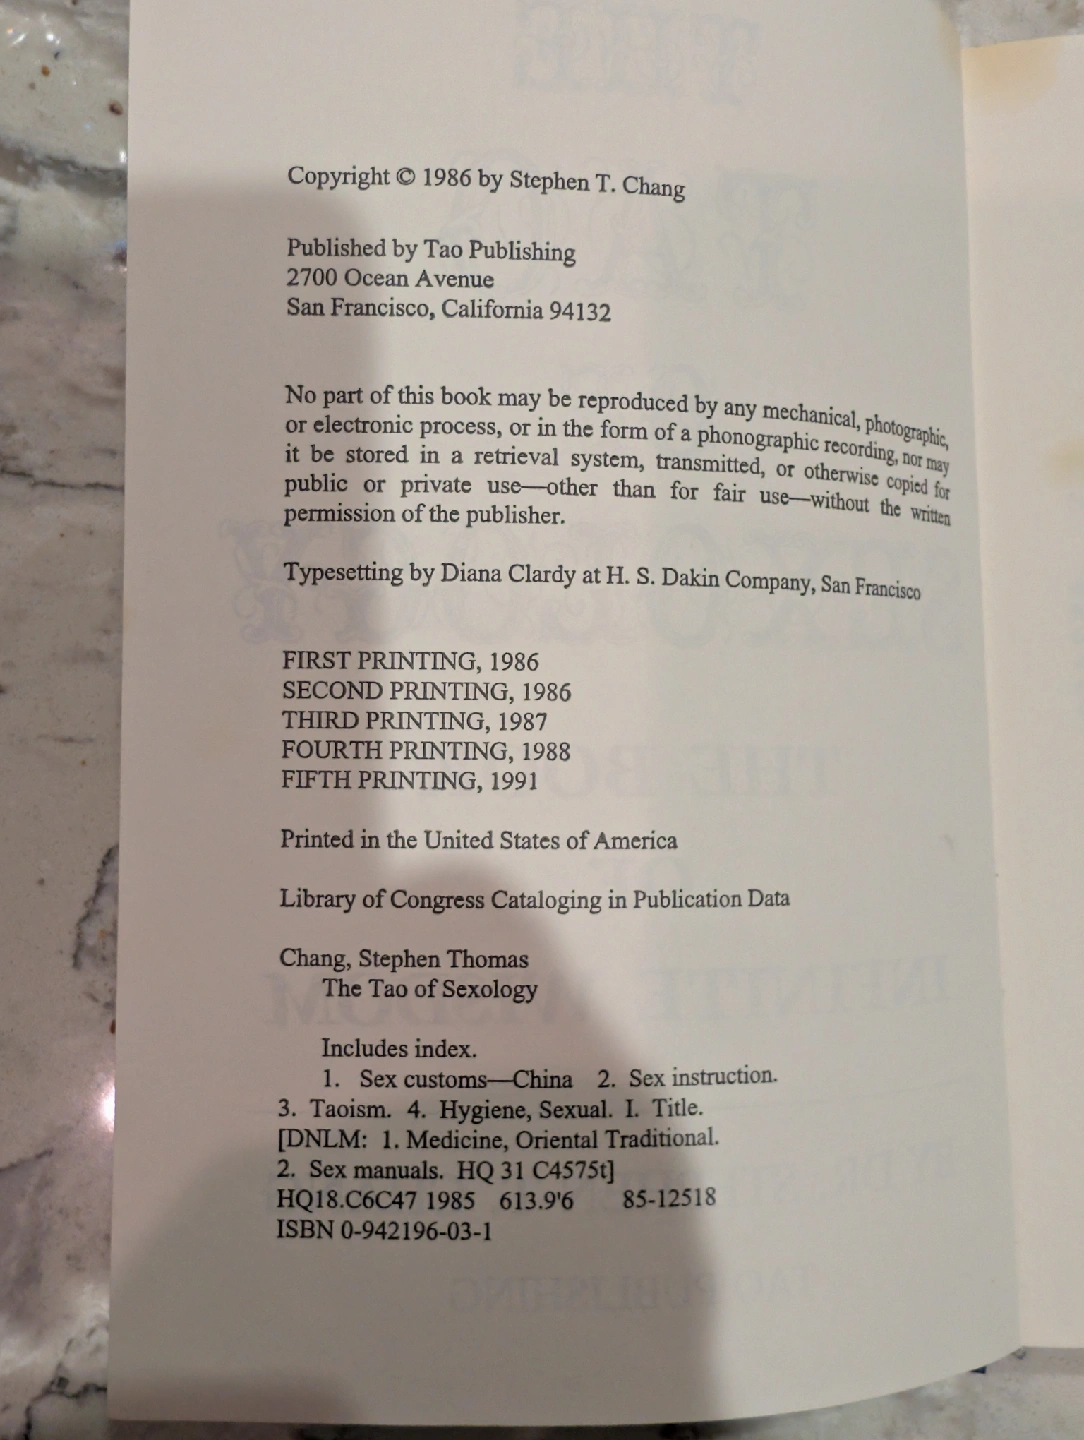 Copyright © 1986 by Stephen T. Chang
Published by Tao Publishing
2700 Ocean Avenue
San Francisco, California 94132
No part of this book may be reproduced by any mechanical, photographic,
or electronic process, or in the form of a phonographic recording, nor may
it be stored in a retrieval system, transmitted, or otherwise copied for
public or private use—other than for fair use—without the written
permission of the publisher.
Typesetting by Diana Clardy at H. S. Dakin Company, San Francisco
FIRST PRINTING, 1986
SECOND PRINTING, 1986
THIRD PRINTING, 1987
FOURTH PRINTING, 1988
FIFTH PRINTING, 1991
Printed in the United States of America
Library of Congress Cataloging in Publication Data
Chang, Stephen Thomas
The Tao of Sexology
Includes index.
1. Sex customs—China 2. Sex instruction.
3. Taoism. 4. Hygiene, Sexual. I. Title.
[DNLM: 1. Medicine, Oriental Traditional.
2. Sex manuals. HQ 31 C4575t]
HQ18.C6C47 1985 613.9'6 85-12518
ISBN 0-942196-03-1